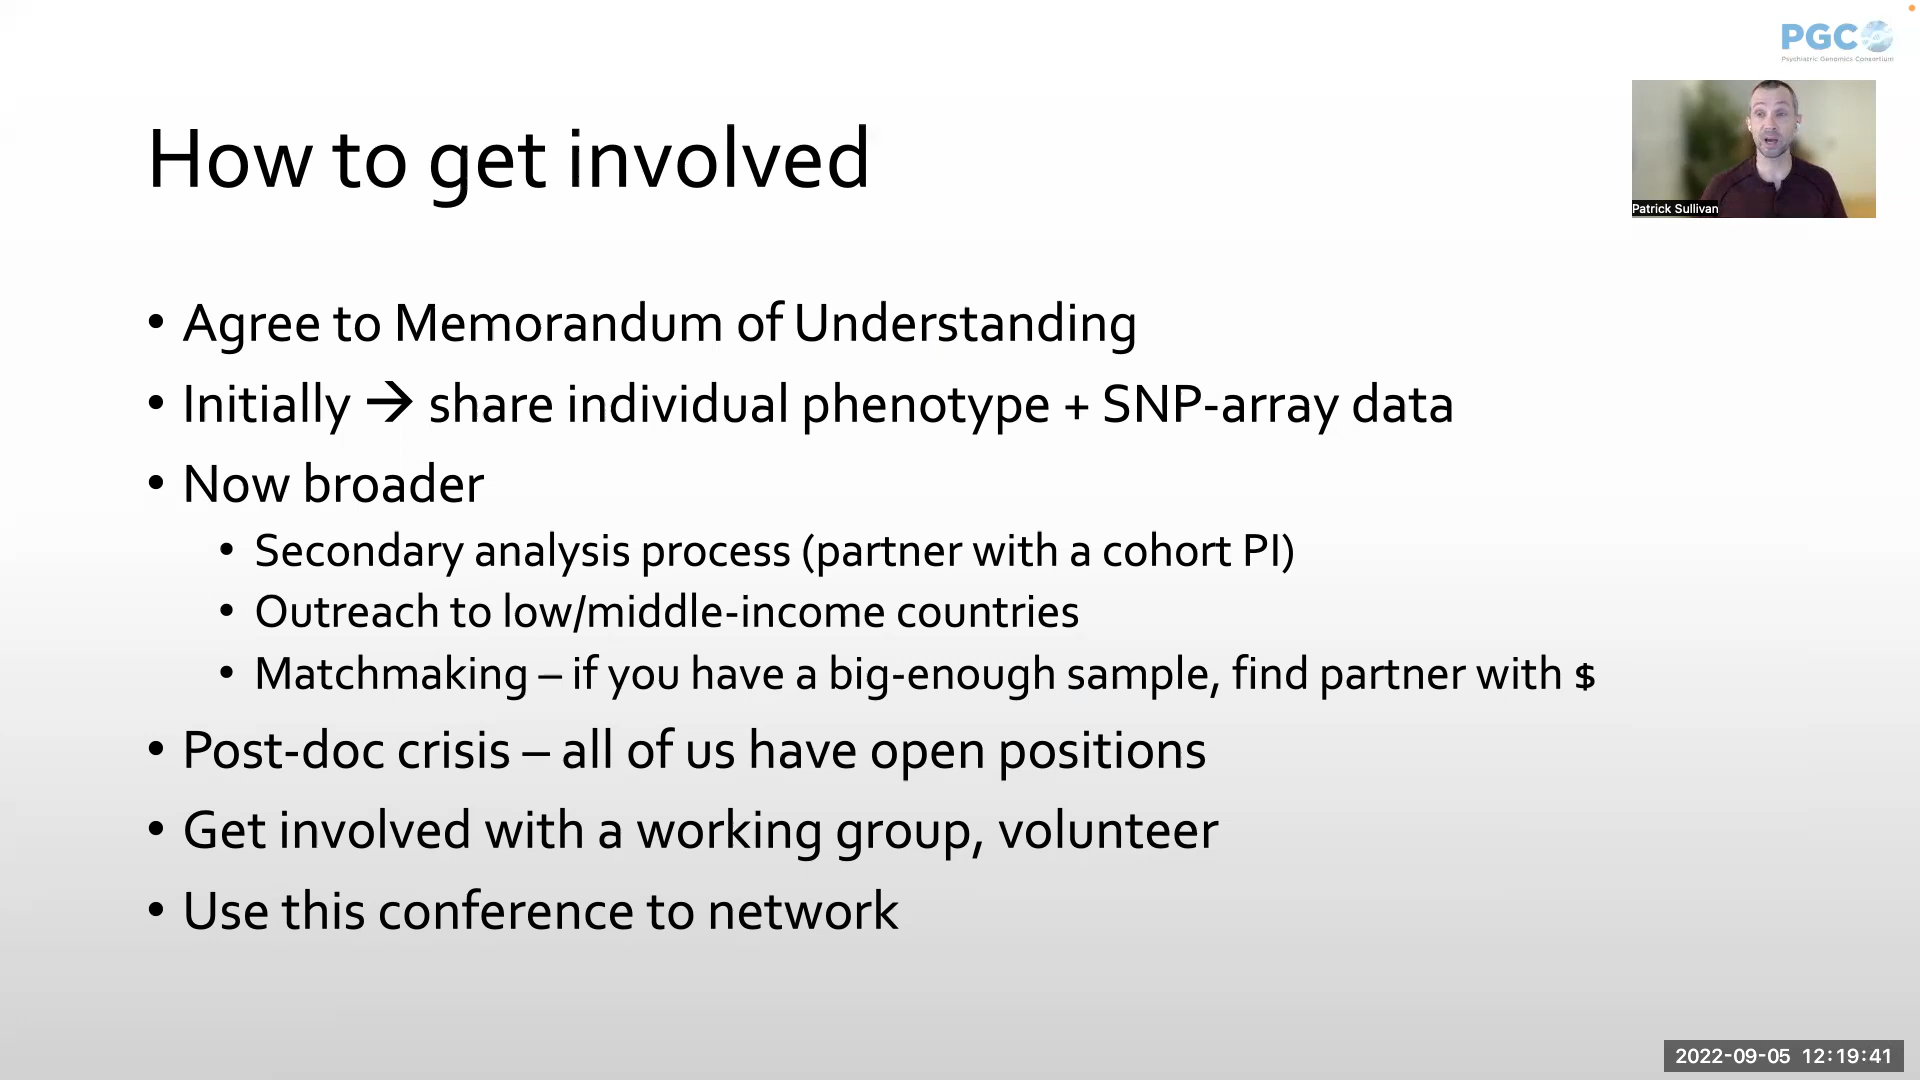 PGC
Psychiatric Genomics Consortium
How to get involved
Patrick Sullivan
• Agree to Memorandum of Understanding
• Initially → share individual phenotype + SNP-array data
• Now broader
• Secondary analysis process (partner with a cohort PI)
• Outreach to low/middle-income countries
• Matchmaking – if you have a big-enough sample, find partner with $
• Post-doc crisis – all of us have open positions
• Get involved with a working group, volunteer
• Use this conference to network
2022-09-05 12:19:41